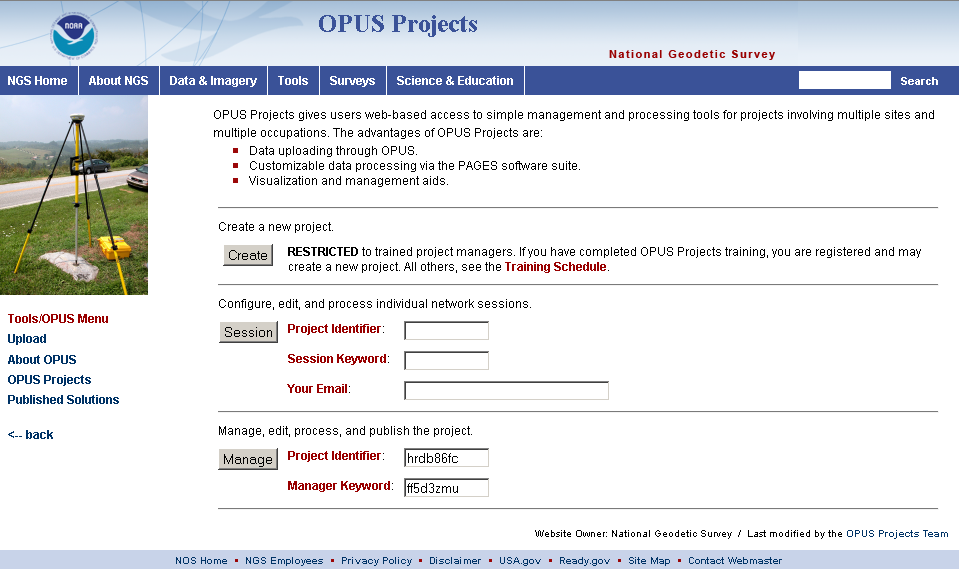 NOAA
OPUS Projects
National Geodetic Survey
NGS Home
About NGS
Data & Imagery
Tools
Surveys
Science & Education
Search
OPUS Projects gives users web-based access to simple management and processing tools for projects involving multiple sites and
multiple occupations. The advantages of OPUS Projects are:
Data uploading through OPUS.
Customizable data processing via the PAGES software suite.
Visualization and management aids.
Create a new project.
Create
RESTRICTED to trained project managers. If you have completed OPUS Projects training, you are registered and may
create a new project. All others, see the Training Schedule.
Tools/OPUS Menu
Upload
About OPUS
OPUS Projects
Published Solutions
<-- back
Configure, edit, and process individual network sessions.
Session
Project Identifier:
Session Keyword:
Your Email:
Manage, edit, process, and publish the project.
Manage
Project Identifier: hrdb86fc
Manager Keyword: ff5d3zmu
Website Owner: National Geodetic Survey / Last modified by the OPUS Projects Team
NOS Home ▪ NGS Employees ▪ Privacy Policy ▪ Disclaimer ▪ USA.gov ▪ Ready.gov ▪ Site Map ▪ Contact Webmaster